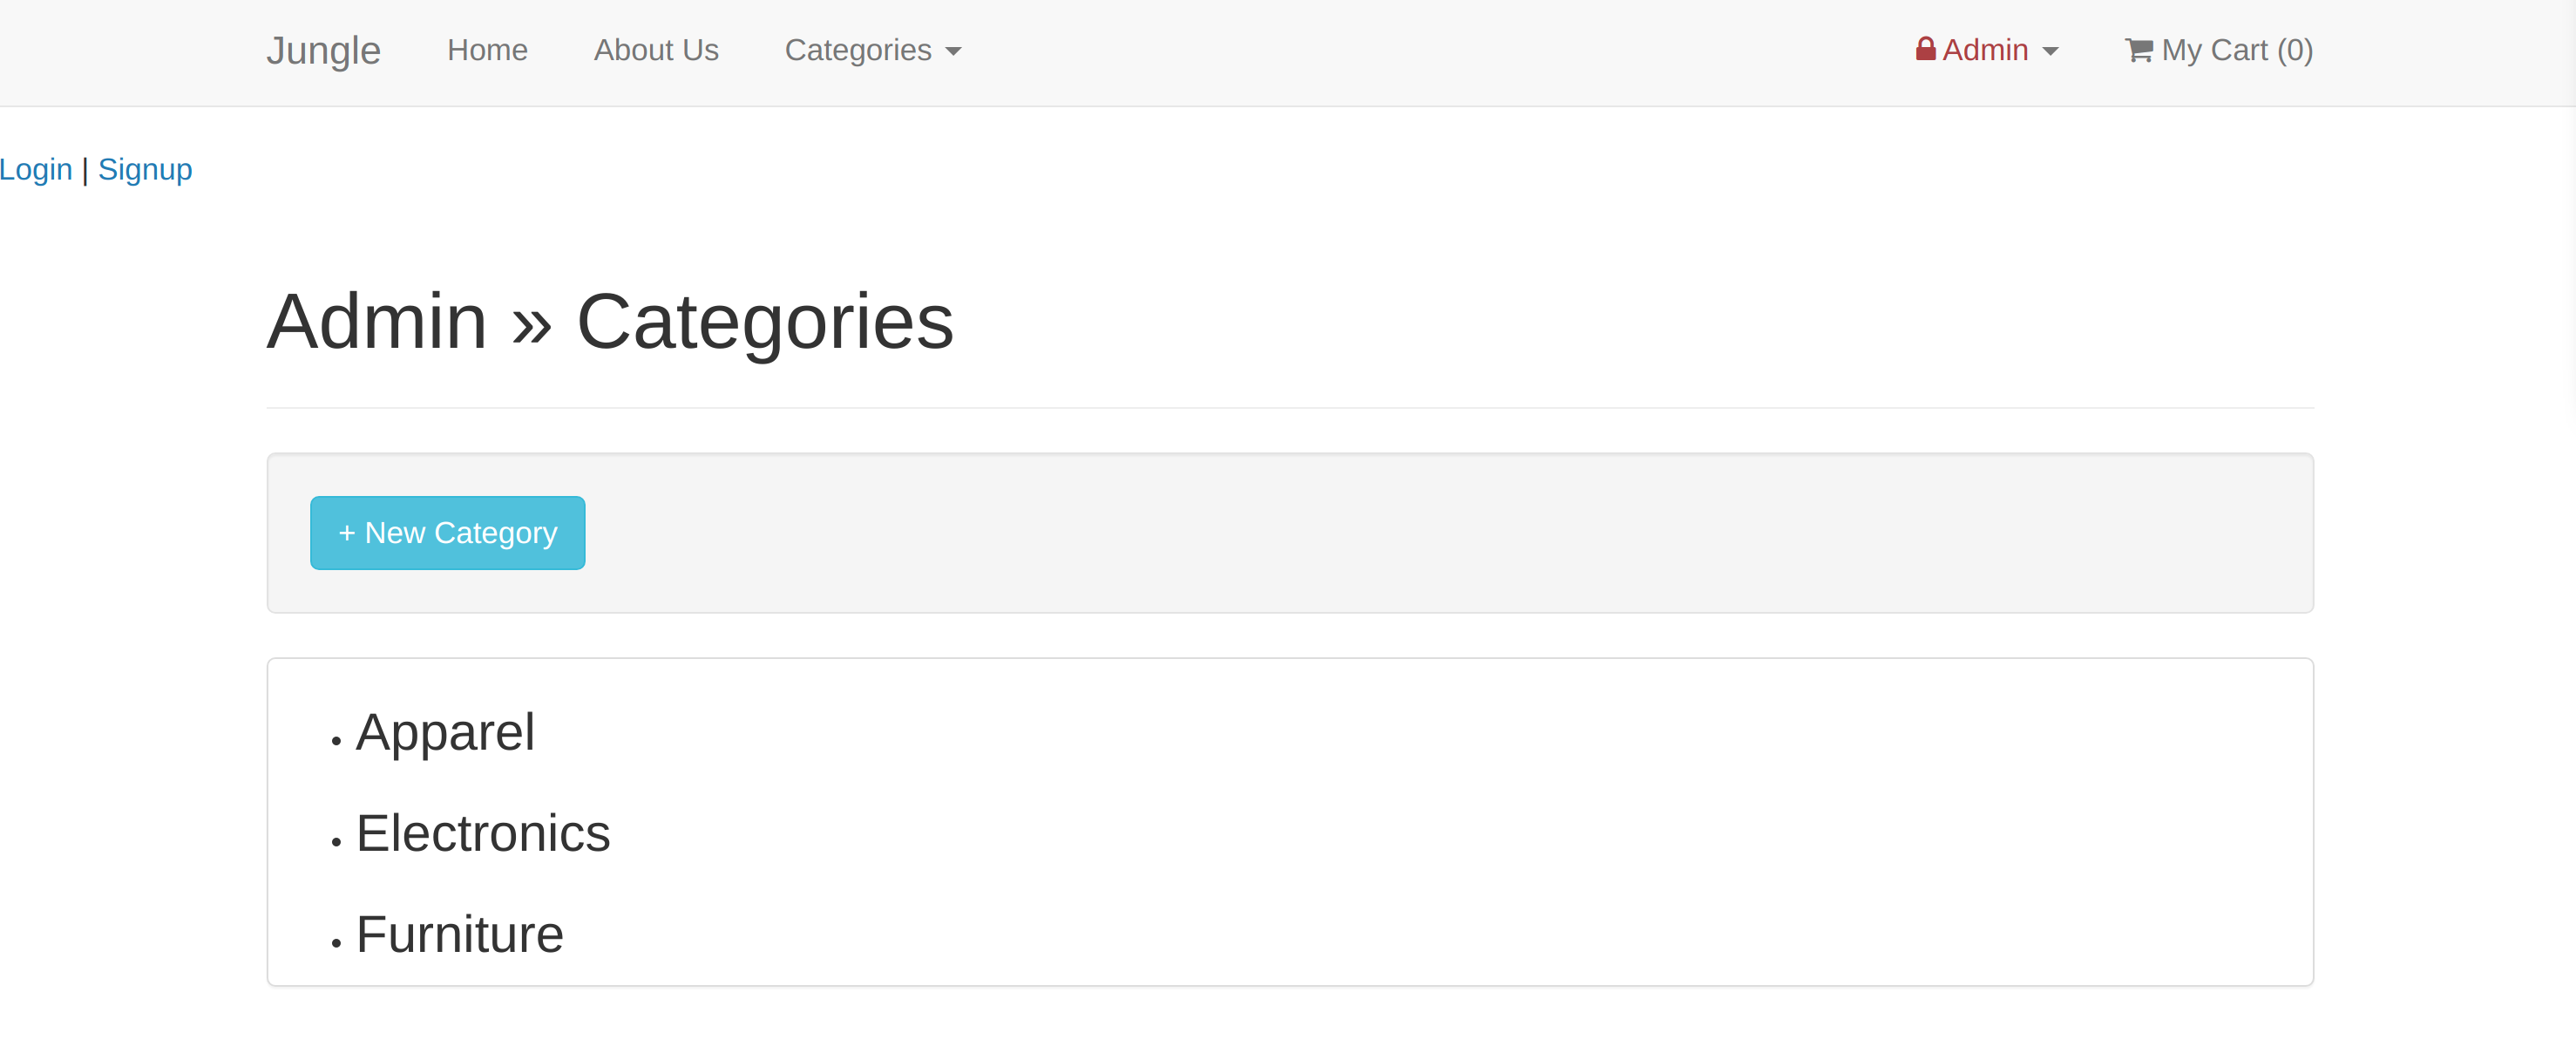 Jungle Home About Us Categories Admin My Cart (0)
Login | Signup
Admin » Categories
+ New Category
• Apparel
• Electronics
• Furniture